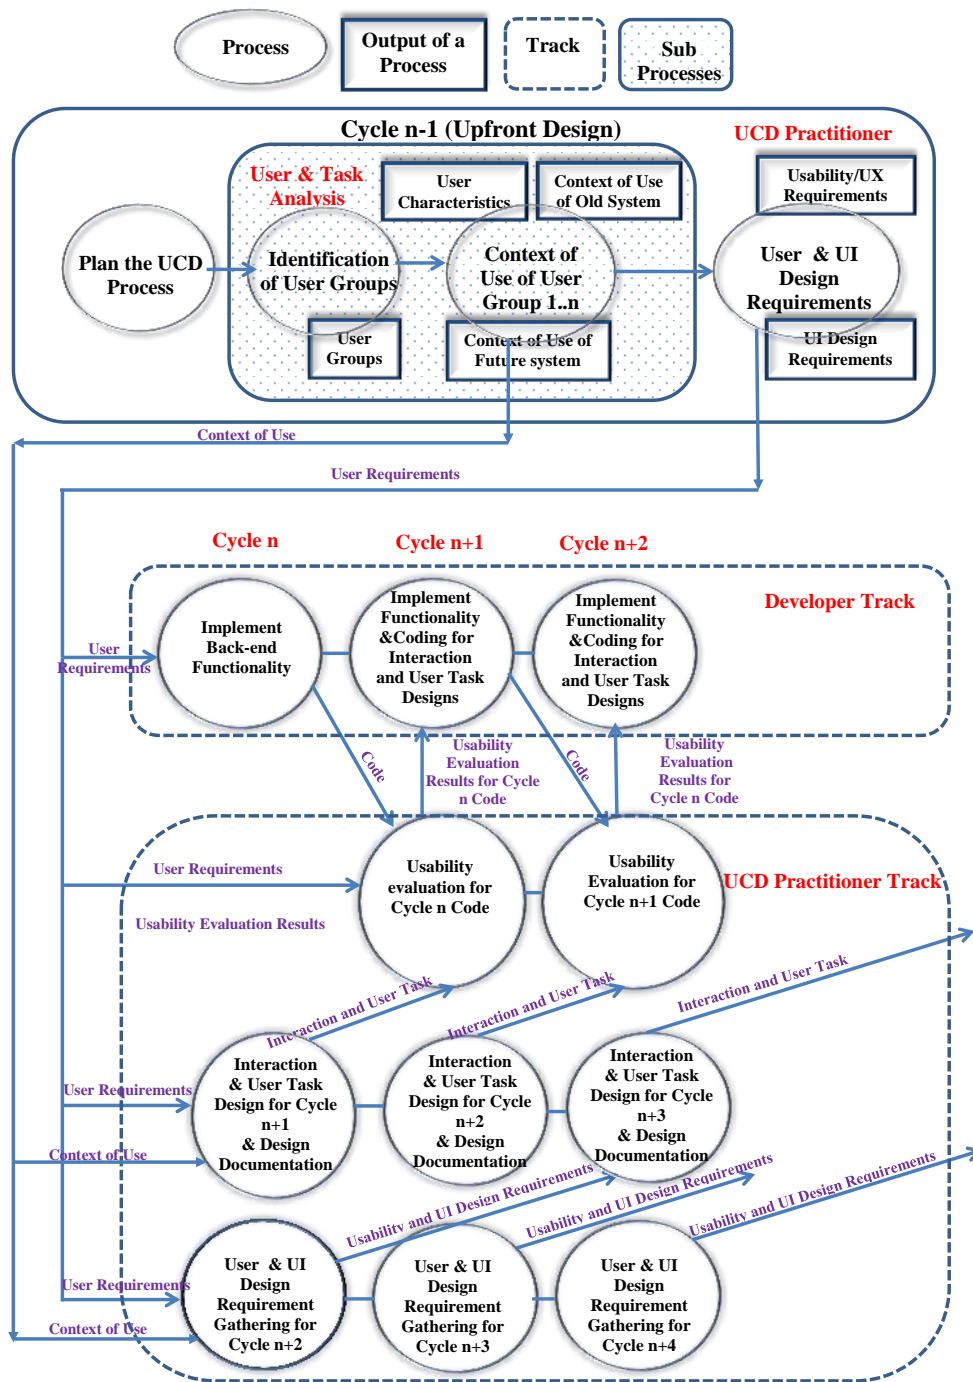 Process
Output of a
Process
Track
Sub
Processes
Cycle n-1 (Upfront Design)
UCD Practitioner
User & Task
Analysis
User
Characteristics
Context of Use
of Old System
Usability/UX
Requirements
Plan the UCD
Process
Identification
of User Groups
Context of
Use of User
Group 1..n
User & UI
Design
Requirements
User
Groups
Context of Use of
Future system
UI Design
Requirements
Context of Use
User Requirements
Cycle n
Cycle n+1
Cycle n+2
Developer Track
User
Requirements
Implement
Back-end
Functionality
Implement
Functionality
&Coding for
Interaction
and User Task
Designs
Implement
Functionality
&Coding for
Interaction
and User Task
Designs
Code
Usability
Evaluation
Results for Cycle
n Code
Code
Usability
Evaluation
Results for
Cycle n Code
User Requirements
Usability
evaluation for
Cycle n Code
Usability
Evaluation for
Cycle n+1 Code
UCD Practitioner Track
Usability Evaluation Results
Interaction and User Task
Interaction and User Task
Interaction and User Task
User Requirements
Context of Use
Interaction
& User Task
Design for Cycle
n+1
& Design
Documentation
Interaction
& User Task
Design for Cycle
n+2
& Design
Documentation
Interaction
& User Task
Design for Cycle
n+3
& Design
Documentation
Usability and UI Design Requirements
Usability and UI Design Requirements
Usability and UI Design Requirements
User Requirements
Context of Use
User & UI
Design
Requirement
Gathering for
Cycle n+2
User & UI
Design
Requirement
Gathering for
Cycle n+3
User & UI
Design
Requirement
Gathering for
Cycle n+4